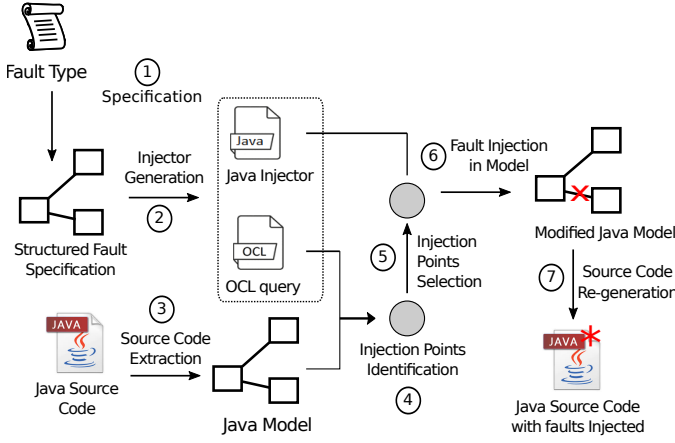 Fault Type
1
Specification
Structured Fault
Specification
Injector
Generation
2
Java
Java Injector
OCL
OCL query
3
JAVA
Java Source
Code
Source Code
Extraction
Java Model
Injection Points
Identification
4
5
Injection
Points
Selection
6
Fault Injection
in Model
Modified Java Model
7
Source Code
Re-generation
JAVA
Java Source Code
with faults Injected